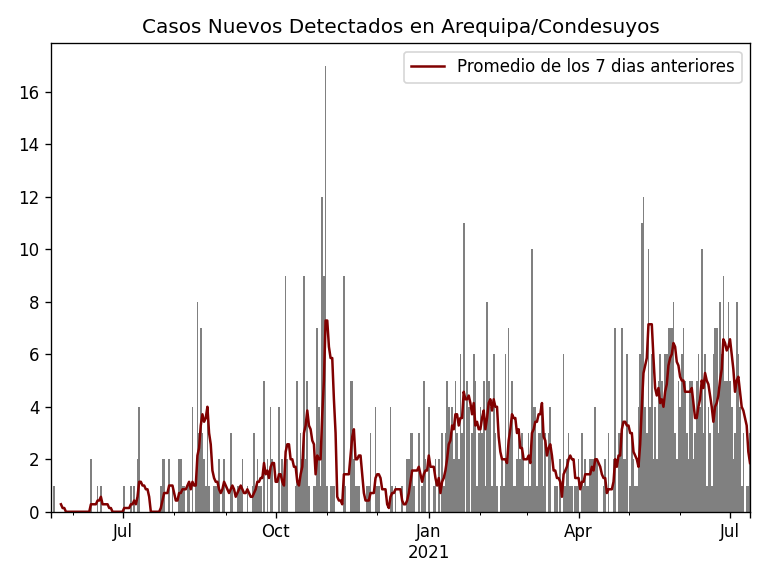 Casos Nuevos Detectados en Arequipa/Condesuyos
Promedio de los 7 dias anteriores
16
14
12
10
8
6
4
2
0
Jul
Oct
Jan
2021
Apr
Jul